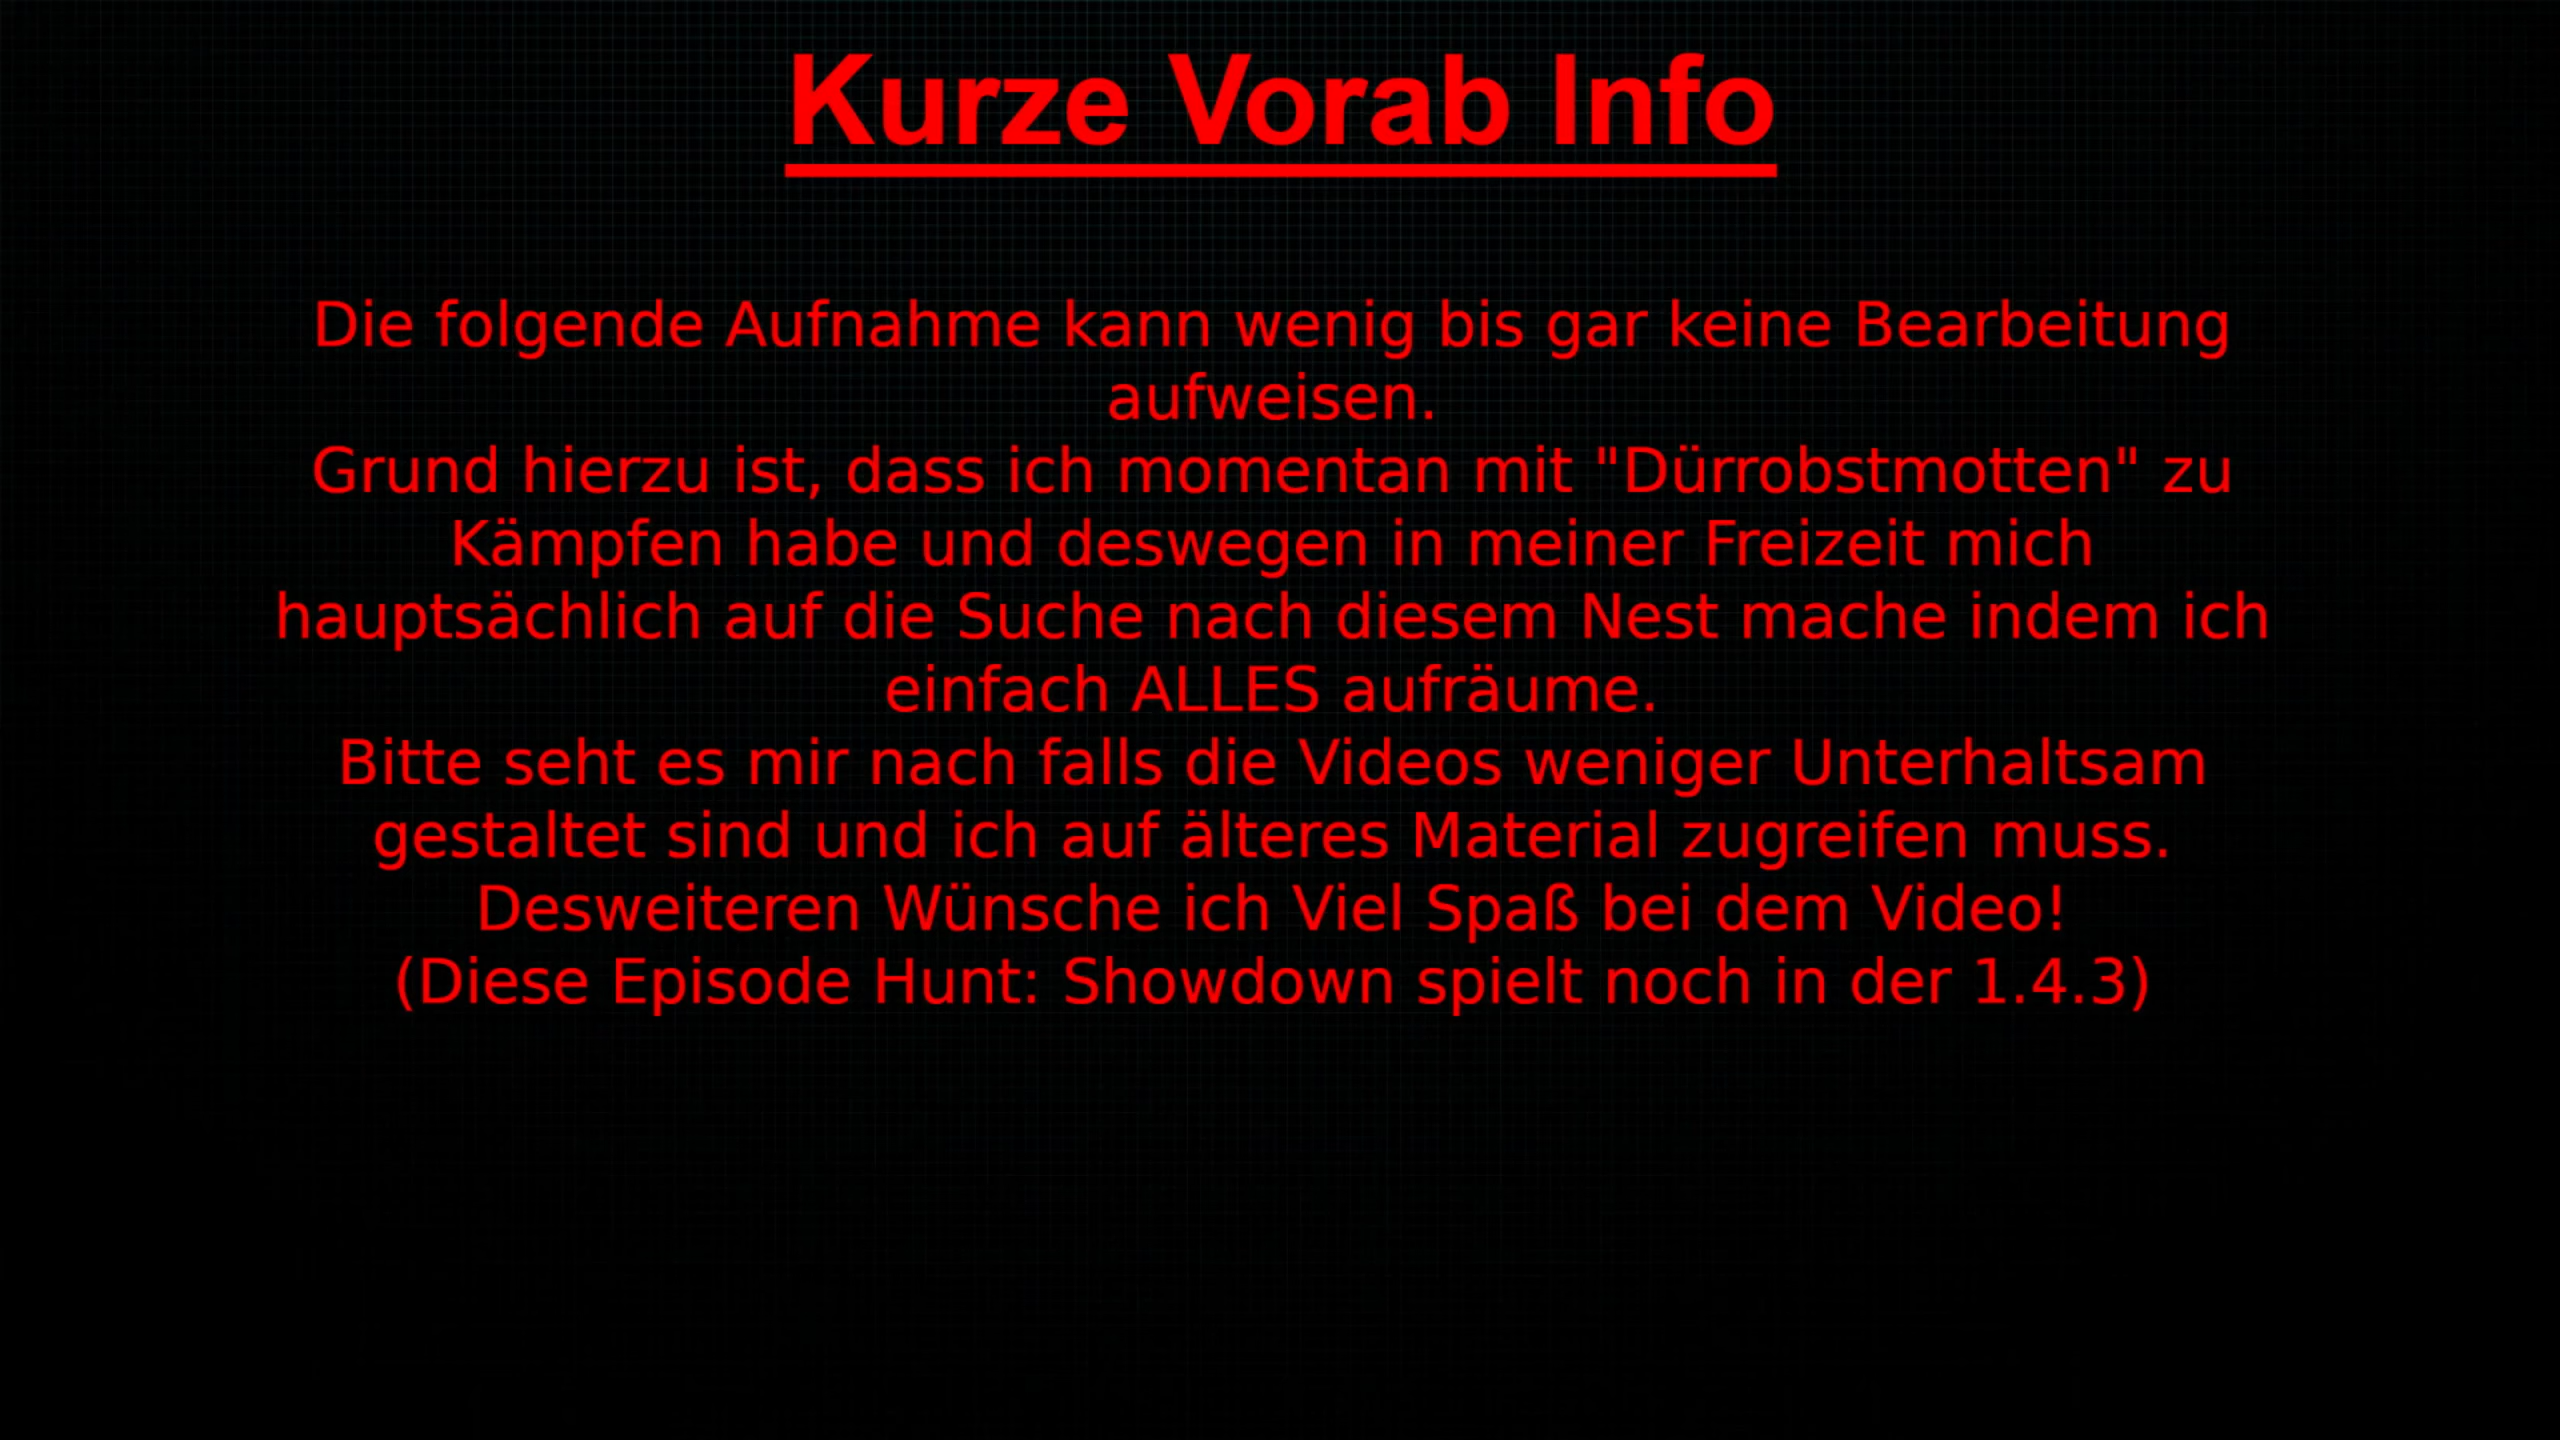 Kurze Vorab Info
Die folgende Aufnahme kann wenig bis gar keine Bearbeitung
aufweisen.
Grund hierzu ist, dass ich momentan mit "Dürrobstmotten" zu
Kämpfen habe und deswegen in meiner Freizeit mich
hauptsächlich auf die Suche nach diesem Nest mache indem ich
einfach ALLES aufräume.
Bitte seht es mir nach falls die Videos weniger Unterhaltsam
gestaltet sind und ich auf älteres Material zugreifen muss.
Desweiteren Wünsche ich Viel Spaß bei dem Video!
(Diese Episode Hunt: Showdown spielt noch in der 1.4.3)